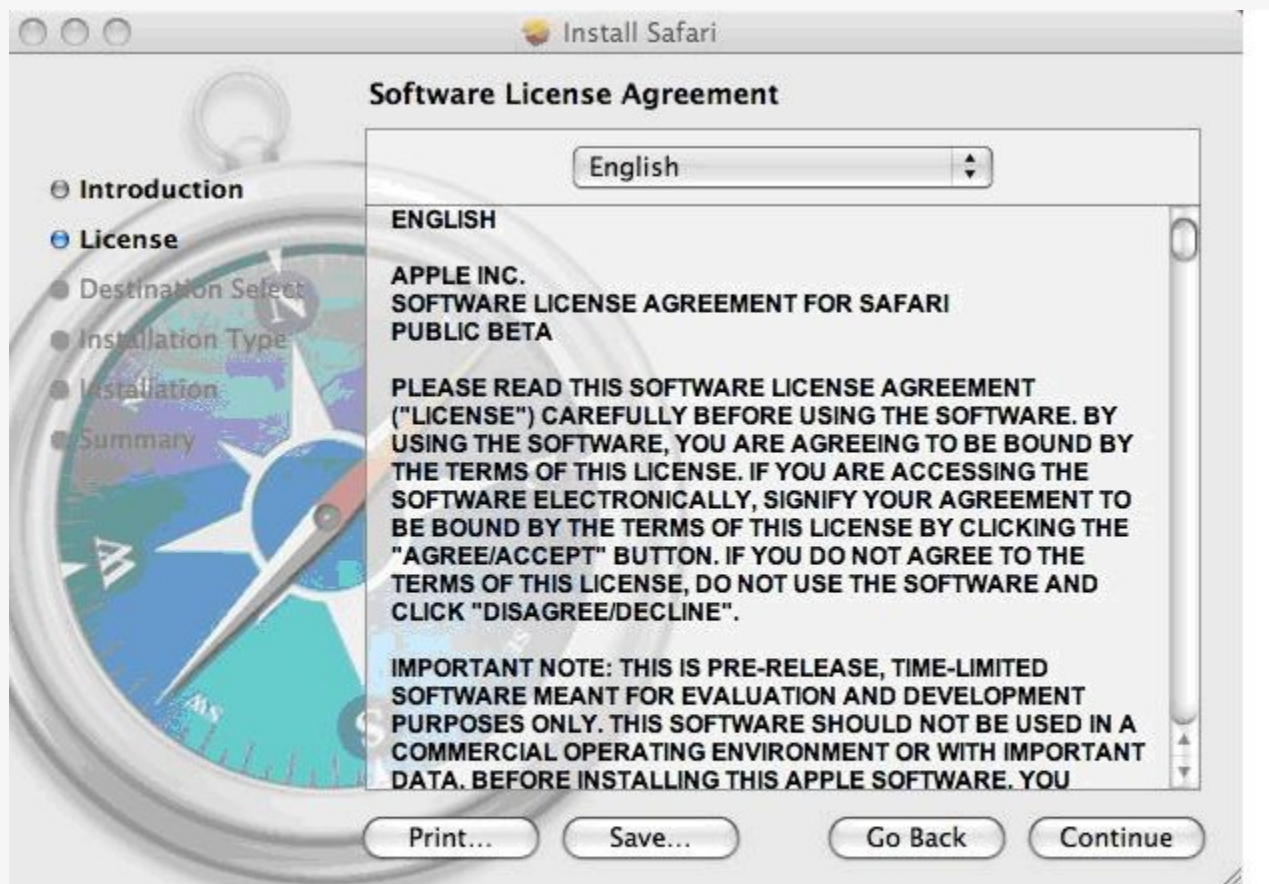 Install Safari
Software License Agreement
Introduction
License
Destination Select
Installation Type
Installation
Summary
English
ENGLISH
APPLE INC.
SOFTWARE LICENSE AGREEMENT FOR SAFARI
PUBLIC BETA
PLEASE READ THIS SOFTWARE LICENSE AGREEMENT
("LICENSE") CAREFULLY BEFORE USING THE SOFTWARE. BY
USING THE SOFTWARE, YOU ARE AGREEING TO BE BOUND BY
THE TERMS OF THIS LICENSE. IF YOU ARE ACCESSING THE
SOFTWARE ELECTRONICALLY, SIGNIFY YOUR AGREEMENT TO
BE BOUND BY THE TERMS OF THIS LICENSE BY CLICKING THE
"AGREE/ACCEPT" BUTTON. IF YOU DO NOT AGREE TO THE
TERMS OF THIS LICENSE, DO NOT USE THE SOFTWARE AND
CLICK "DISAGREE/DECLINE".
IMPORTANT NOTE: THIS IS PRE-RELEASE, TIME-LIMITED
SOFTWARE MEANT FOR EVALUATION AND DEVELOPMENT
PURPOSES ONLY. THIS SOFTWARE SHOULD NOT BE USED IN A
COMMERCIAL OPERATING ENVIRONMENT OR WITH IMPORTANT
DATA. BEFORE INSTALLING THIS APPLE SOFTWARE, YOU
N
W
SW
S
SE
Print...
Save...
Go Back
Continue